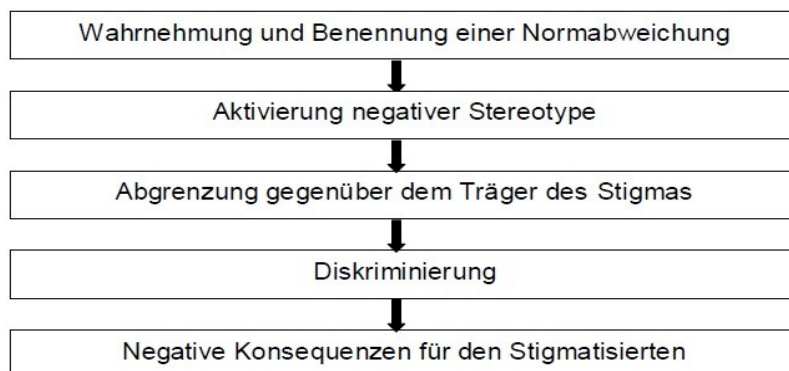 Wahrnehmung und Benennung einer Normabweichung
Aktivierung negativer Stereotype
Abgrenzung gegenüber dem Träger des Stigmas
Diskriminierung
Negative Konsequenzen für den Stigmatisierten